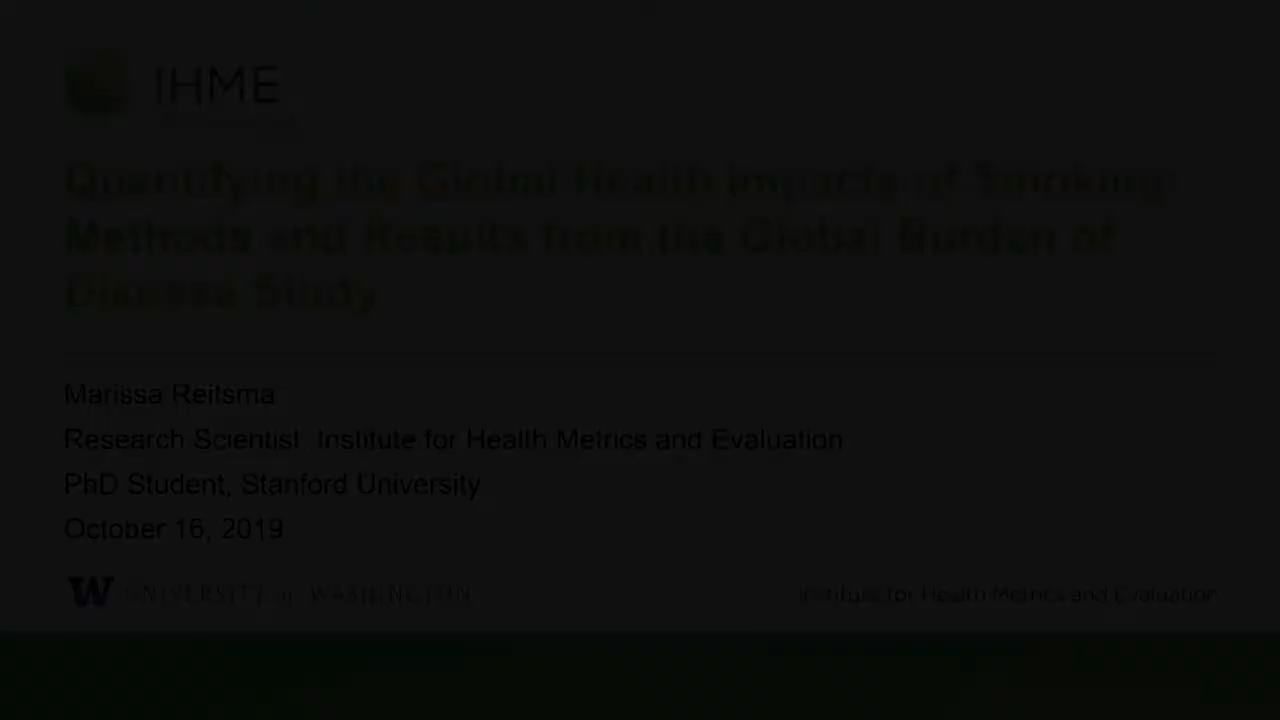 IHME
Quantifying the Global Health Impacts of Smoking
Methods and Results from the Global Burden of
Disease Study
Marissa Reitsma
Research Scientist, Institute for Health Metrics and Evaluation
PhD Student, Stanford University
October 16, 2019
W UNIVERSITY of WASHINGTON
Institute for Health Metrics and Evaluation